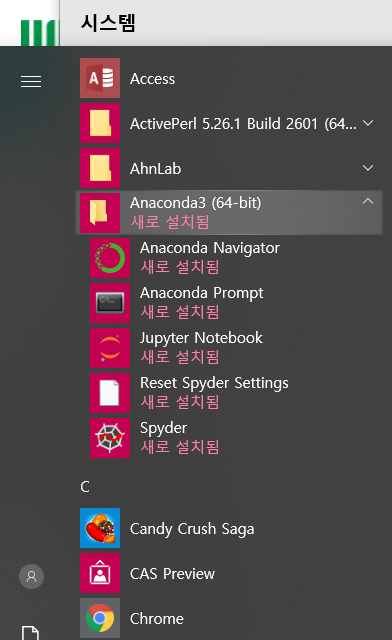 시스템
Access
ActivePerl 5.26.1 Build 2601 (64...
AhnLab
Anaconda3 (64-bit)
새로 설치됨
Anaconda Navigator
새로 설치됨
Anaconda Prompt
새로 설치됨
Jupyter Notebook
새로 설치됨
Reset Spyder Settings
새로 설치됨
Spyder
새로 설치됨
C
Candy Crush Saga
CAS Preview
Chrome